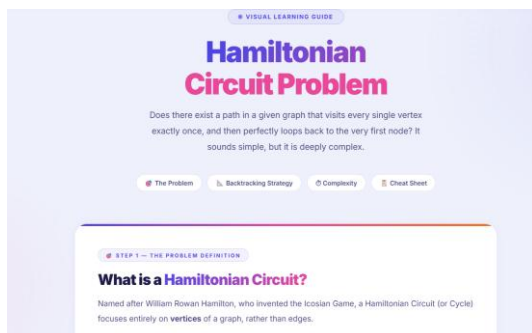 VISUAL LEARNING GUIDE
Hamiltonian
Circuit Problem
Does there exist a path in a given graph that visits every single vertex
exactly once, and then perfectly loops back to the very first node? It
sounds simple, but it is deeply complex.
The Problem
Backtracking Strategy
Complexity
Cheat Sheet
STEP 1 — THE PROBLEM DEFINITION
What is a Hamiltonian Circuit?
Named after William Rowan Hamilton, who invented the Icosian Game, a Hamiltonian Circuit (or Cycle)
focuses entirely on vertices of a graph, rather than edges.